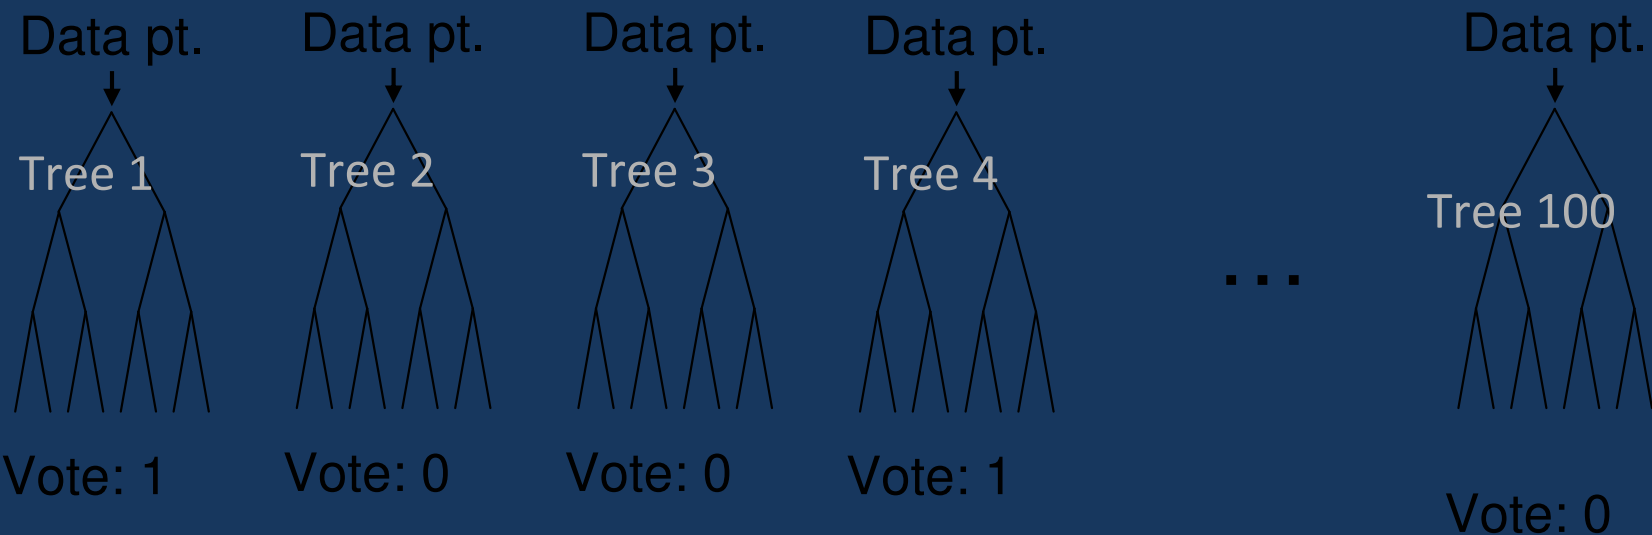 Data pt. Data pt. Data pt. Data pt. Data pt.
Tree 1 Tree 2 Tree 3 Tree 4
Tree 100
...
Vote: 1 Vote: 0 Vote: 0 Vote: 1
Vote: 0